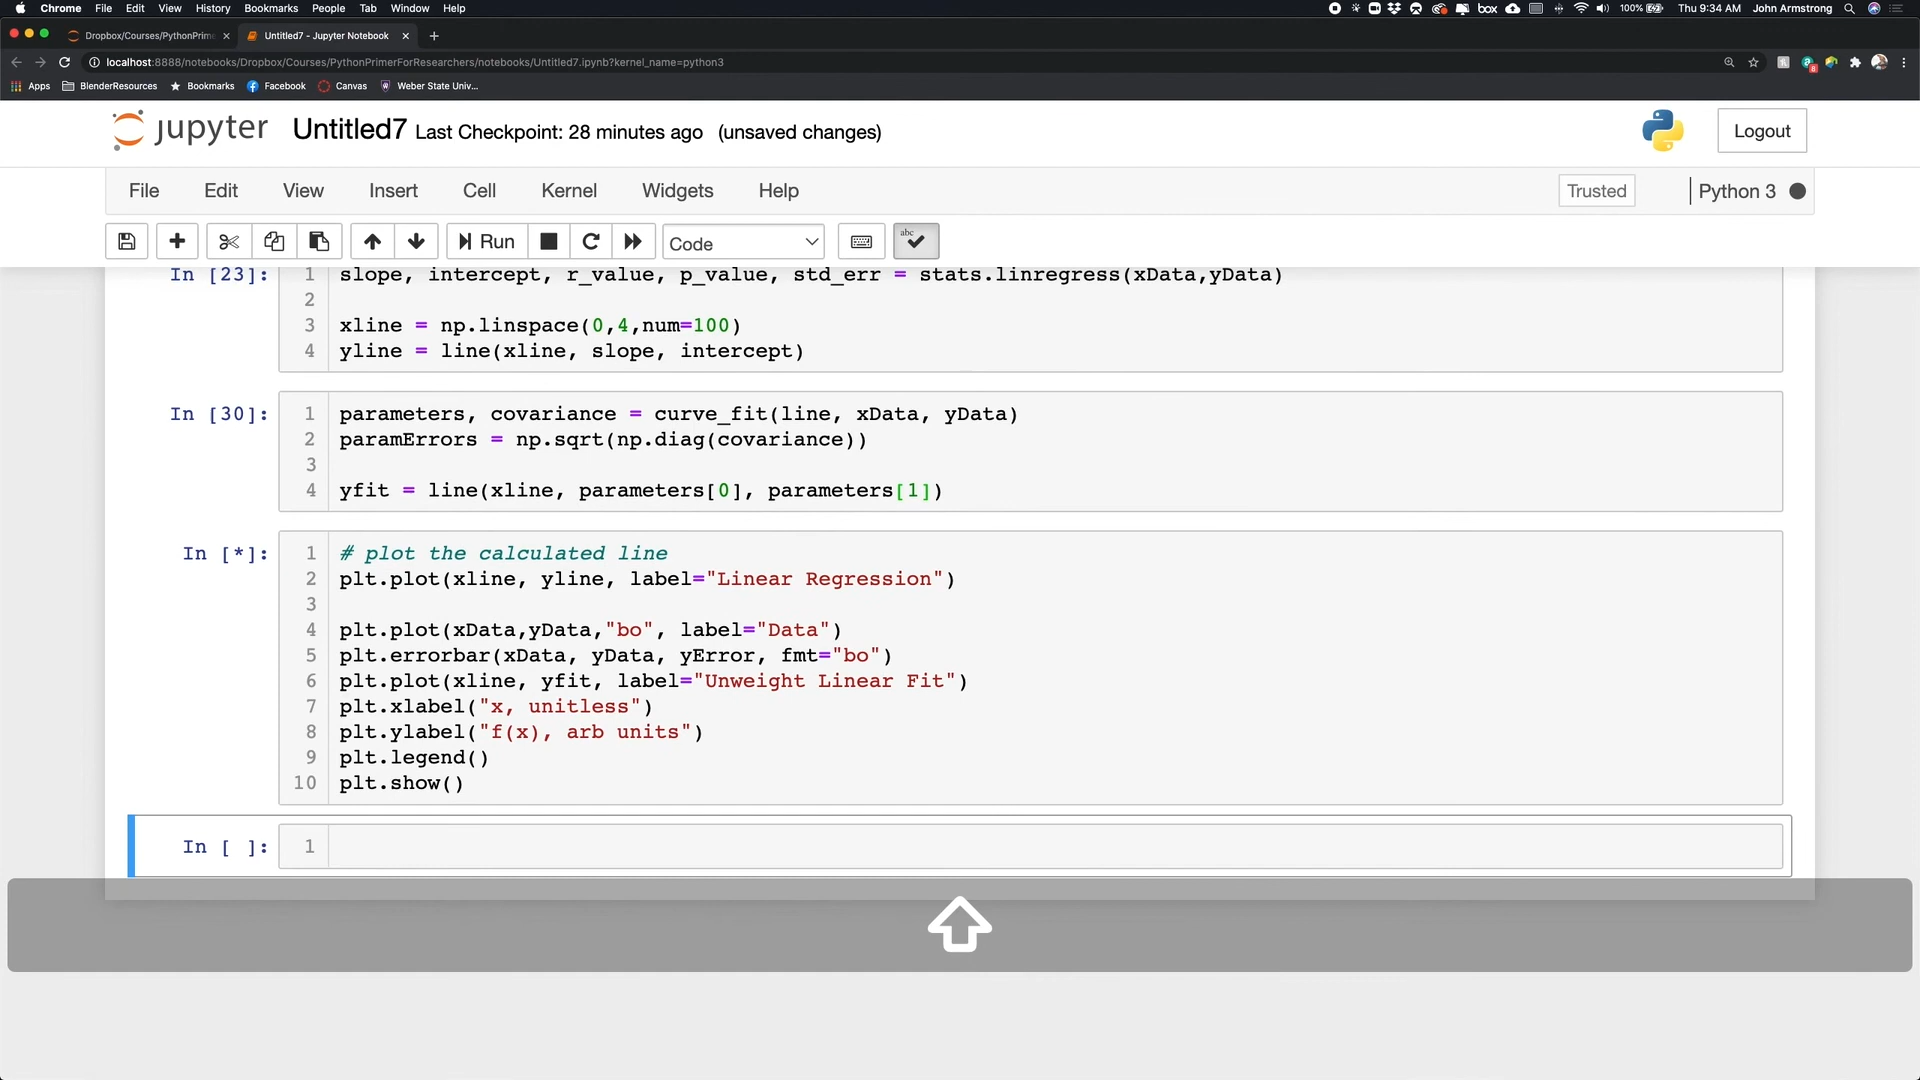 Chrome File Edit View History Bookmarks People Tab Window Help
box 100% Thu 9:34 AM John Armstrong
Dropbox/Courses/PythonPrime
Untitled7 - Jupyter Notebook
localhost:8888/notebooks/Dropbox/Courses/PythonPrimerForResearchers/notebooks/Untitled7.ipynb?kernel_name=python3
Apps BlenderResources Bookmarks Facebook Canvas Weber State Univ...
jupyter Untitled7 Last Checkpoint: 28 minutes ago (unsaved changes)
Logout
File Edit View Insert Cell Kernel Widgets Help
Trusted Python 3
Run Code abc
In [23]: 1 slope, intercept, r_value, p_value, std_err = stats.linregress(xData,yData)
2
3 xline = np.linspace(0,4,num=100)
4 yline = line(xline, slope, intercept)
In [30]: 1 parameters, covariance = curve_fit(line, xData, yData)
2 paramErrors = np.sqrt(np.diag(covariance))
3
4 yfit = line(xline, parameters[0], parameters[1])
In [*]: 1 # plot the calculated line
2 plt.plot(xline, yline, label="Linear Regression")
3
4 plt.plot(xData,yData,"bo", label="Data")
5 plt.errorbar(xData, yData, yError, fmt="bo")
6 plt.plot(xline, yfit, label="Unweight Linear Fit")
7 plt.xlabel("x, unitless")
8 plt.ylabel("f(x), arb units")
9 plt.legend()
10 plt.show()
In [ ]: 1